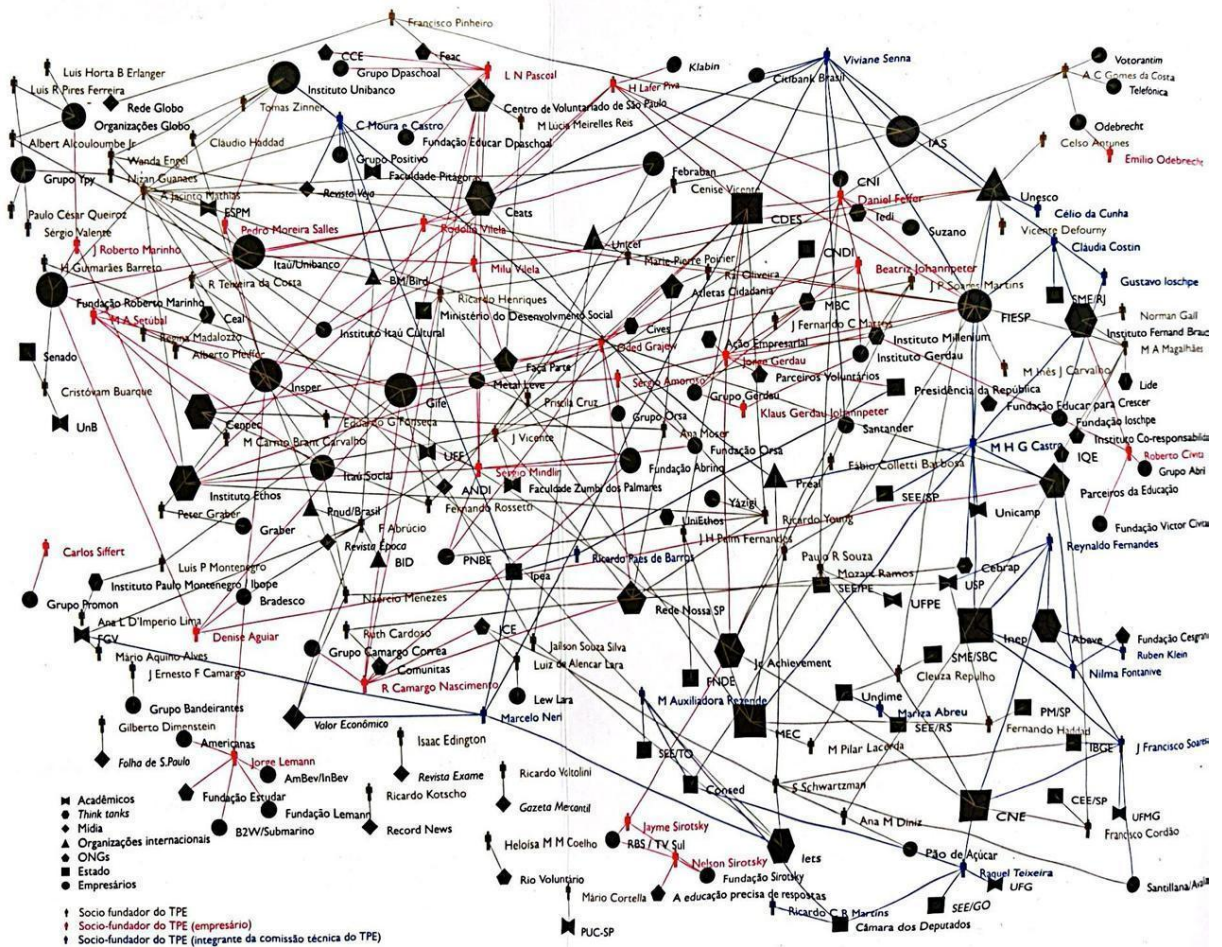 Francisco Pinheiro
CCE
Feac
Viviane Senna
Votorantim
Luis Horta B Erlanger
Grupo Dpaschoal
L N Pascoal
Klabin
Citibank Brasil
A C Gomes da Costa
Luis R Pires Ferreira
Instituto Unibanco
H Lafer Piva
Telefônica
Rede Globo
Tomas Zinner
Centro de Voluntariado de São Paulo
Organizações Globo
C Moura e Castro
M Lucia Meirelles Reis
Odebrecht
Albert Alcouloumbe Jr
Cláudio Haddad
Fundação Educar Dpaschoal
IAS
Celso Antunes
Wanda Engel
Grupo Positivo
Emilio Odebrecht
Grupo Ypy
Nizan Guanaes
Faculdade Pitágoras
Febraban
CNI
A Jacinto Mathias
Revista Veja
Cenise Vicente
Daniel Feffer
Unesco
Paulo César Queiroz
ESPM
Ceats
CDES
Iedi
Célio da Cunha
Sérgio Valente
Pedro Moreira Salles
Rodolfo Vilela
Suzano
Vicente Defourny
J Roberto Marinho
Unicef
CNDI
Cláudia Costin
H Guimarães Barreto
Itaú/Unibanco
Milu Vilela
Marie-Pierre Poirier
Beatriz Johannpeter
R Teixeira da Costa
BM/Bird
Raí Oliveira
J R Soares Martins
Gustavo Ioschpe
Fundação Roberto Marinho
Ricardo Henriques
Atletas Cidadania
MBC
SME/RJ
M A Setúbal
Ceal
Ministério do Desenvolvmento Social
FIESP
Norman Gall
Regina Madalozzo
Instituto Itaú Cultural
Cives
J Fernando C Mattos
Instituto Fernand Brauc
Senado
Alberto Pfeffer
Oded Grajew
Ação Empresarial
Instituto Millenium
M A Magalhães
Faça Parte
Jorge Gerdau
Instituto Gerdau
Cristóvam Buarque
Insper
Metal Leve
Sérgio Amoroso
Parceiros Voluntários
M Inês J Carvalho
Lide
Gife
Priscila Cruz
Grupo Gerdau
Presidência da República
Eduardo G Fonseca
Grupo Orsa
Klaus Gerdau Johannpeter
Fundação Educar para Crescer
UnB
Cenpec
J Vicente
Ana Moser
Santander
Fundação Ioschpe
M Carmo Brant Carvalho
UFF
Fundação Orsa
M H G Castro
Instituto Co-responsabilida
Itaú Social
Sérgio Mindlin
Fundação Abrinq
Fábio Colletti Barbosa
IQE
Roberto Civita
Instituto Ethos
ANDI
Faculdade Zumbi dos Palmares
Preal
Grupo Abri
Peter Graber
Pnud/Brasil
Fernando Rossetti
Yázigi
SEE/SP
Parceiros da Educação
Graber
F Abrúcio
UniEthos
Ricardo Young
Unicamp
Fundação Victor Civita
Carlos Siffert
Revista Época
J H Peim Fernandes
Reynaldo Fernandes
Luis P Montenegro
BID
PNBE
Ricardo Paes de Barros
Paulo R Souza
Cebrap
Instituto Paulo Montenegro / Ibope
Ipea
Mozart Ramos
USP
Grupo Promon
Bradesco
Naércio Menezes
SEE/PE
Ana L D'Imperio Lima
Rede Nossa SP
UFPE
FGV
Denise Aguiar
Ruth Cardoso
ICE
Inep
Abave
Fundação Cesgranr
Mário Aquino Alves
Grupo Camargo Correa
Jailson Souza Silva
Jr Achievement
SME/SBC
Ruben Klein
J Ernesto F Camargo
Comunitas
Luiz de Alencar Lara
FNDE
Cleuza Repulho
Nilma Fontanive
R Camargo Nascimento
Lew Lara
Undime
Grupo Bandeirantes
M Auxiliadora Rezende
Mariza Abreu
PM/SP
Gilberto Dimenstein
Valor Econômico
Marcelo Neri
MEC
SEE/RS
Fernando Haddad
Americanas
Isaac Edington
M Pilar Lacerda
IBGE
J Francisco Soares
Folha de S.Paulo
Jorge Lemann
SEE/TO
AmBev/InBev
Revista Exame
Ricardo Voltolini
Consed
S Schwartzman
Fundação Estudar
Ricardo Kotscho
CEE/SP
Fundação Lemann
Gazeta Mercantil
CNE
UFMG
B2W/Submarino
Record News
Jayme Sirotsky
Ana M Diniz
Francisco Cordão
Heloisa M M Coelho
RBS / TV Sul
Iets
Pão de Açúcar
Nelson Sirotsky
Raquel Teixeira
Rio Voluntário
Fundação Sirotsky
UFG
Mário Cortella
A educação precisa de respostas
Ricardo C R Martins
SEE/GO
PUC-SP
Câmara dos Deputados
Acadêmicos
Think tanks
Mídia
Organizações internacionais
ONGs
Estado
Empresários
Socio fundador do TPE
Socio-fundador do TPE (empresário)
Socio-fundador do TPE (integrante da comissão técnica do TPE)